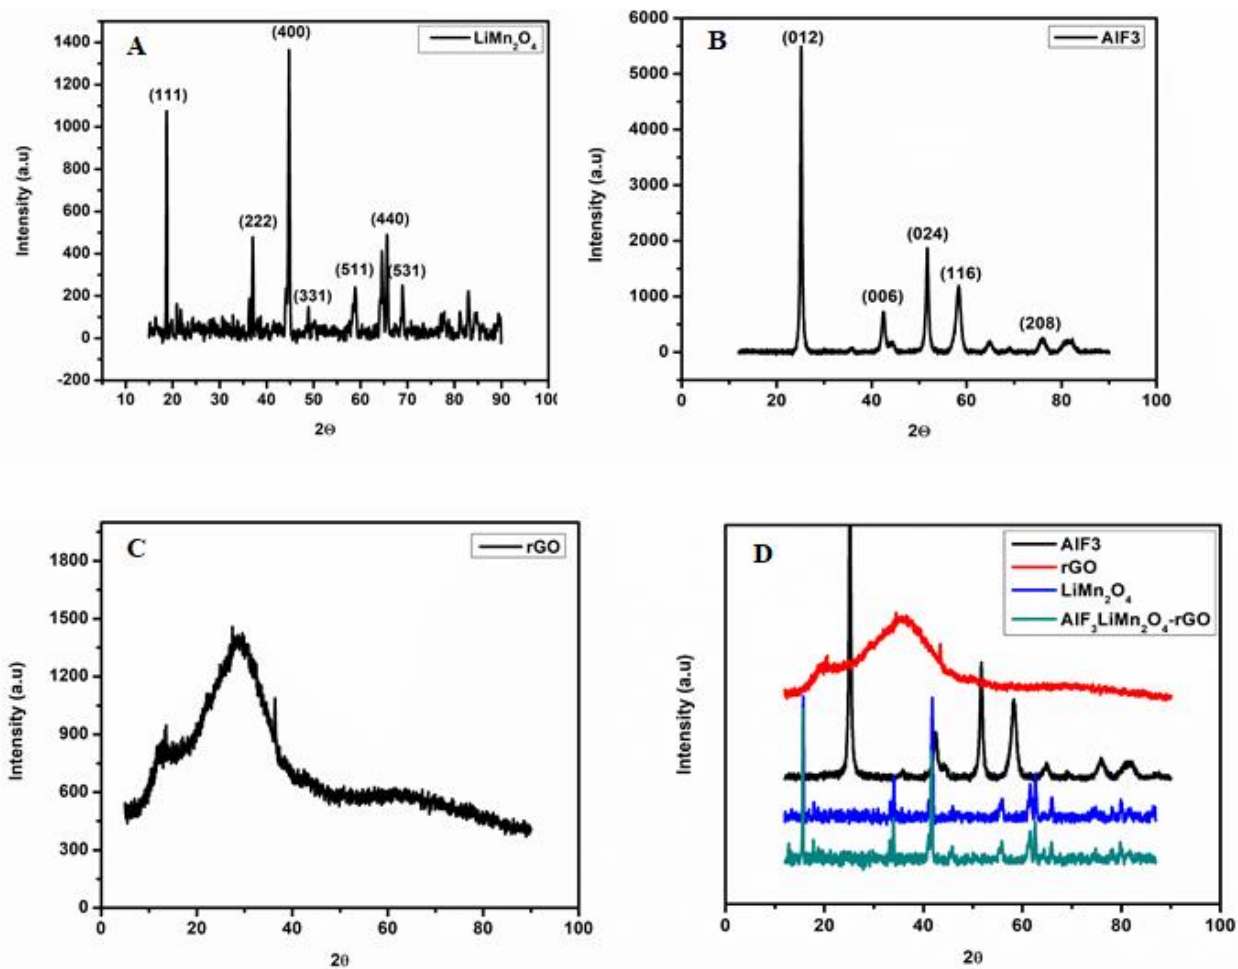 A
LiMn₂O₄
(400)
(111)
(222)
(440)
(511)
(531)
(331)
1400
1200
1000
800
600
400
200
0
-200
10 20 30 40 50 60 70 80 90 100
Intensity (a.u)
2Θ
B
AlF3
(012)
(024)
(116)
(006)
(208)
6000
5000
4000
3000
2000
1000
0
0 20 40 60 80 100
Intensity (a.u)
2Θ
C
rGO
1800
1500
1200
900
600
300
0
0 20 40 60 80 100
Intensity (a.u)
2θ
D
AlF3
rGO
LiMn₂O₄
AlF₃LiMn₂O₄-rGO
0 20 40 60 80 100
Intensity (a.u)
2θ